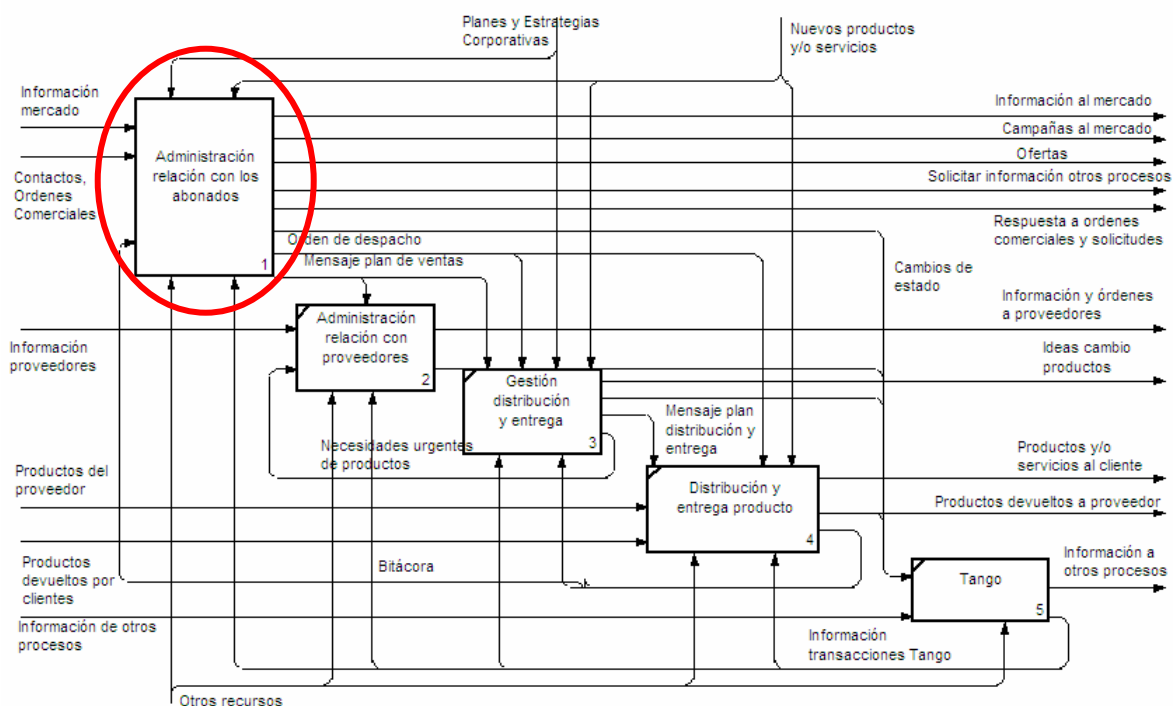 Planes y Estrategias
Corporativas
Nuevos productos
y/o servicios
Información
mercado
Información al mercado
Campañas al mercado
Administración
relación con los
abonados
1
Ofertas
Contactos,
Ordenes
Comerciales
Solicitar información otros procesos
Respuesta a ordenes
comerciales y solicitudes
Orden de despacho
Mensaje plan de ventas
Cambios de
estado
Información y órdenes
a proveedores
Administración
relación con
proveedores
2
Información
proveedores
Ideas cambio
productos
Gestión
distribución
y entrega
3
Mensaje plan
distribución y
entrega
Necesidades urgentes
de productos
Productos y/o
servicios al cliente
Productos del
proveedor
Distribución y
entrega producto
4
Productos devueltos a proveedor
Productos
devueltos por
clientes
Bitácora
Información a
otros procesos
Tango
5
Información de otros
procesos
Información
transacciones Tango
Otros recursos